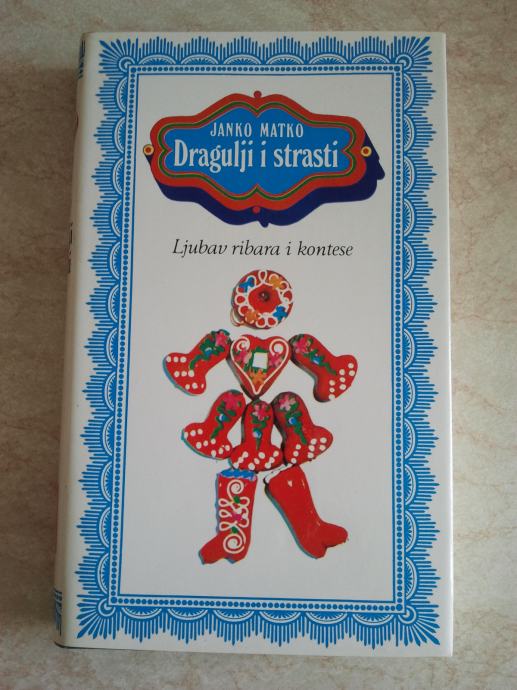 JANKO MATKO
Dragulji i strasti
Ljubav ribara i kontese